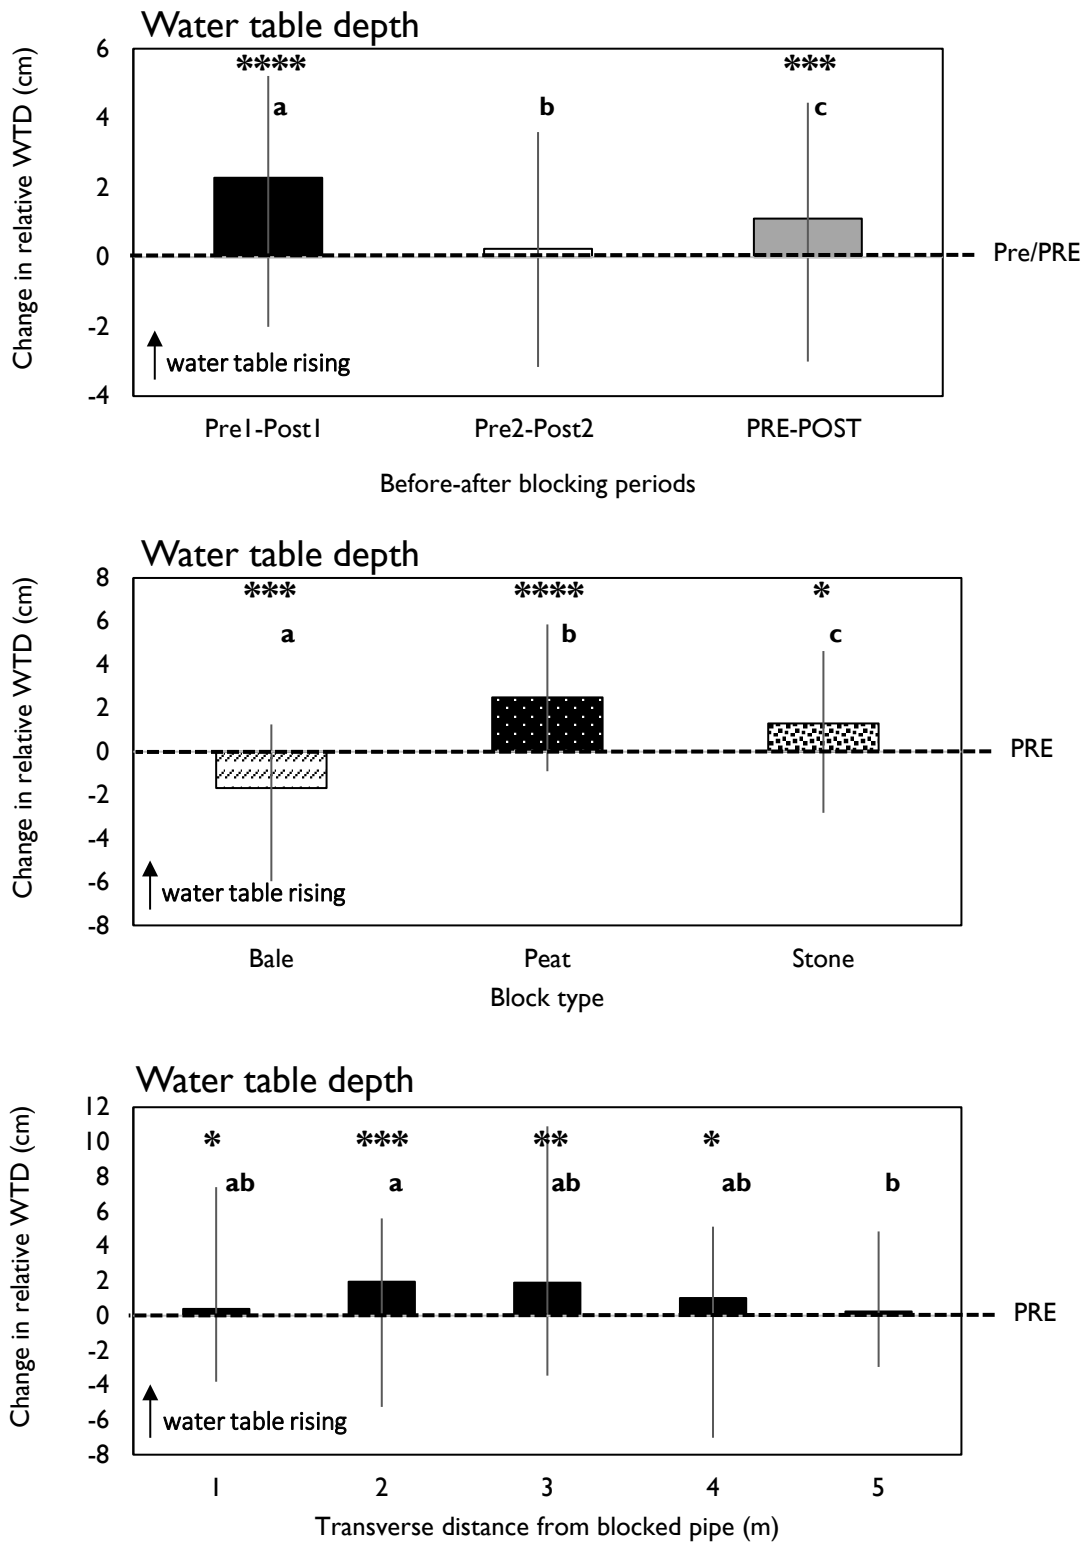 Water table depth
Change in relative WTD (cm)
6
****
***
4
a
b
c
2
0
Pre/PRE
-2
water table rising
-4
Pre1-Post1
Pre2-Post2
PRE-POST
Before-after blocking periods
Water table depth
Change in relative WTD (cm)
8
***
****
*
6
a
b
c
4
2
0
PRE
-2
-4
-6
water table rising
-8
Bale
Peat
Stone
Block type
Water table depth
Change in relative WTD (cm)
12
10
*
***
**
*
8
ab
a
ab
ab
b
6
4
2
0
PRE
-2
-4
-6
water table rising
-8
1
2
3
4
5
Transverse distance from blocked pipe (m)